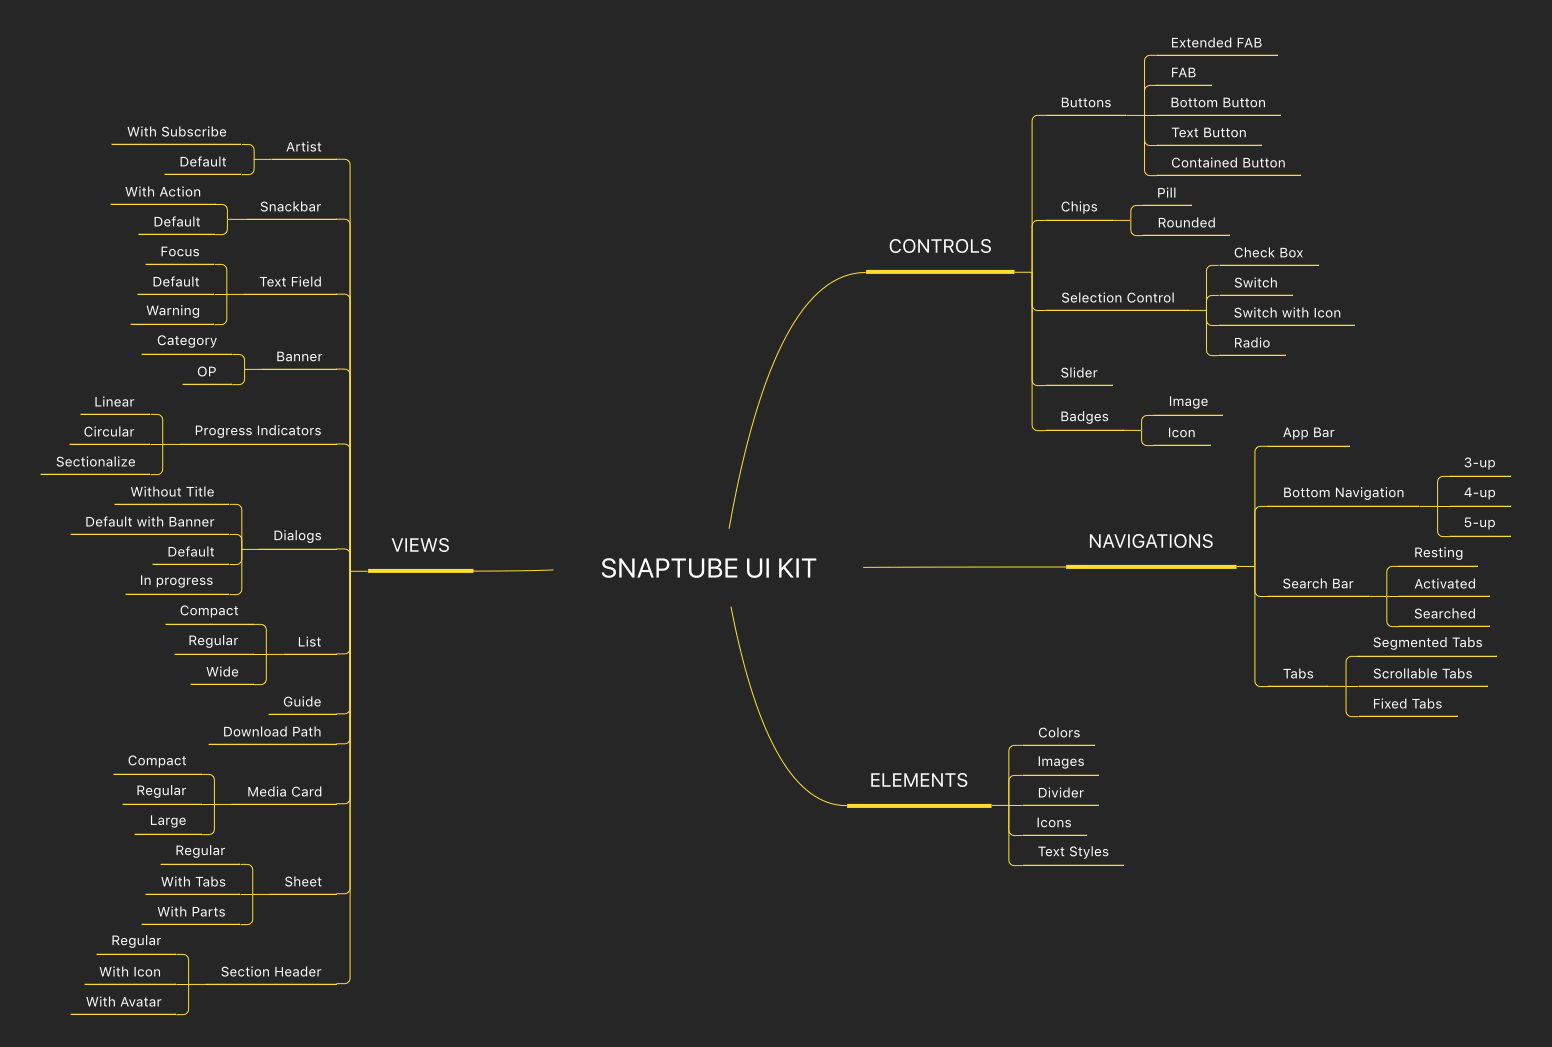 SNAPTUBE UI KIT
CONTROLS
Buttons
Extended FAB
FAB
Bottom Button
Text Button
Contained Button
Chips
Pill
Rounded
Selection Control
Check Box
Switch
Switch with Icon
Radio
Slider
Badges
Image
Icon
NAVIGATIONS
App Bar
Bottom Navigation
3-up
4-up
5-up
Search Bar
Resting
Activated
Searched
Tabs
Segmented Tabs
Scrollable Tabs
Fixed Tabs
ELEMENTS
Colors
Images
Divider
Icons
Text Styles
VIEWS
Artist
With Subscribe
Default
Snackbar
With Action
Default
Text Field
Focus
Default
Warning
Banner
Category
OP
Progress Indicators
Linear
Circular
Sectionalize
Dialogs
Without Title
Default with Banner
Default
In progress
List
Compact
Regular
Wide
Guide
Download Path
Media Card
Compact
Regular
Large
Sheet
Regular
With Tabs
With Parts
Section Header
Regular
With Icon
With Avatar